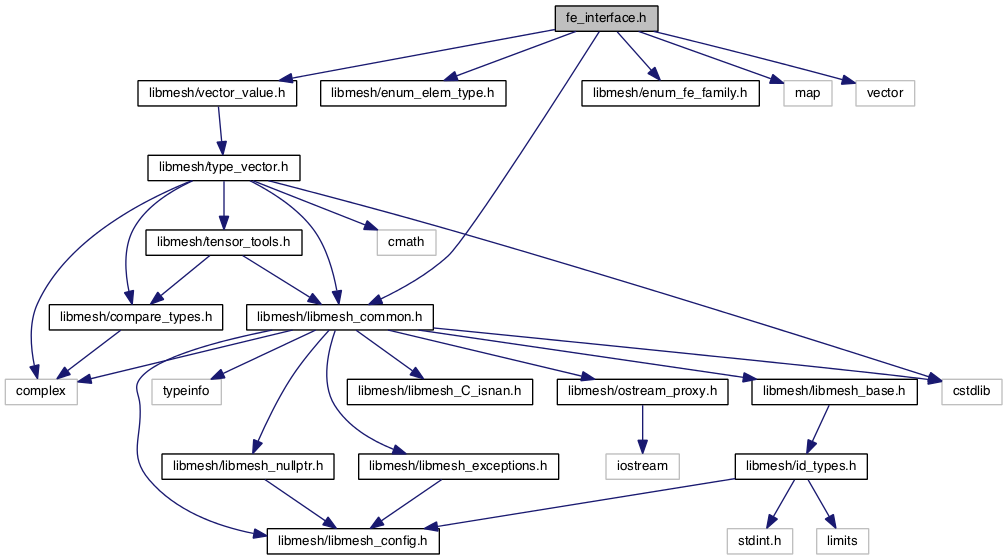 fe_interface.h
libmesh/vector_value.h
libmesh/enum_elem_type.h
libmesh/enum_fe_family.h
map
vector
libmesh/type_vector.h
libmesh/tensor_tools.h
cmath
libmesh/compare_types.h
libmesh/libmesh_common.h
complex
typeinfo
libmesh/libmesh_C_isnan.h
libmesh/ostream_proxy.h
libmesh/libmesh_base.h
cstdlib
libmesh/libmesh_nullptr.h
libmesh/libmesh_exceptions.h
iostream
libmesh/id_types.h
libmesh/libmesh_config.h
stdint.h
limits